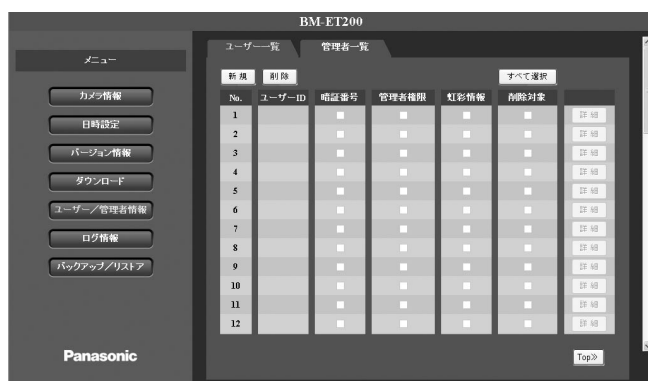 BM-ET200
メニュー
カメラ情報
日時設定
バージョン情報
ダウンロード
ユーザー／管理者情報
ログ情報
バックアップ／リストア
Panasonic
ユーザー一覧 管理者一覧
新規 削除 すべて選択
No. ユーザーID 暗証番号 管理者権限 虹彩情報 削除対象
1 詳細
2 詳細
3 詳細
4 詳細
5 詳細
6 詳細
7 詳細
8 詳細
9 詳細
10 詳細
11 詳細
12 詳細
Top≫